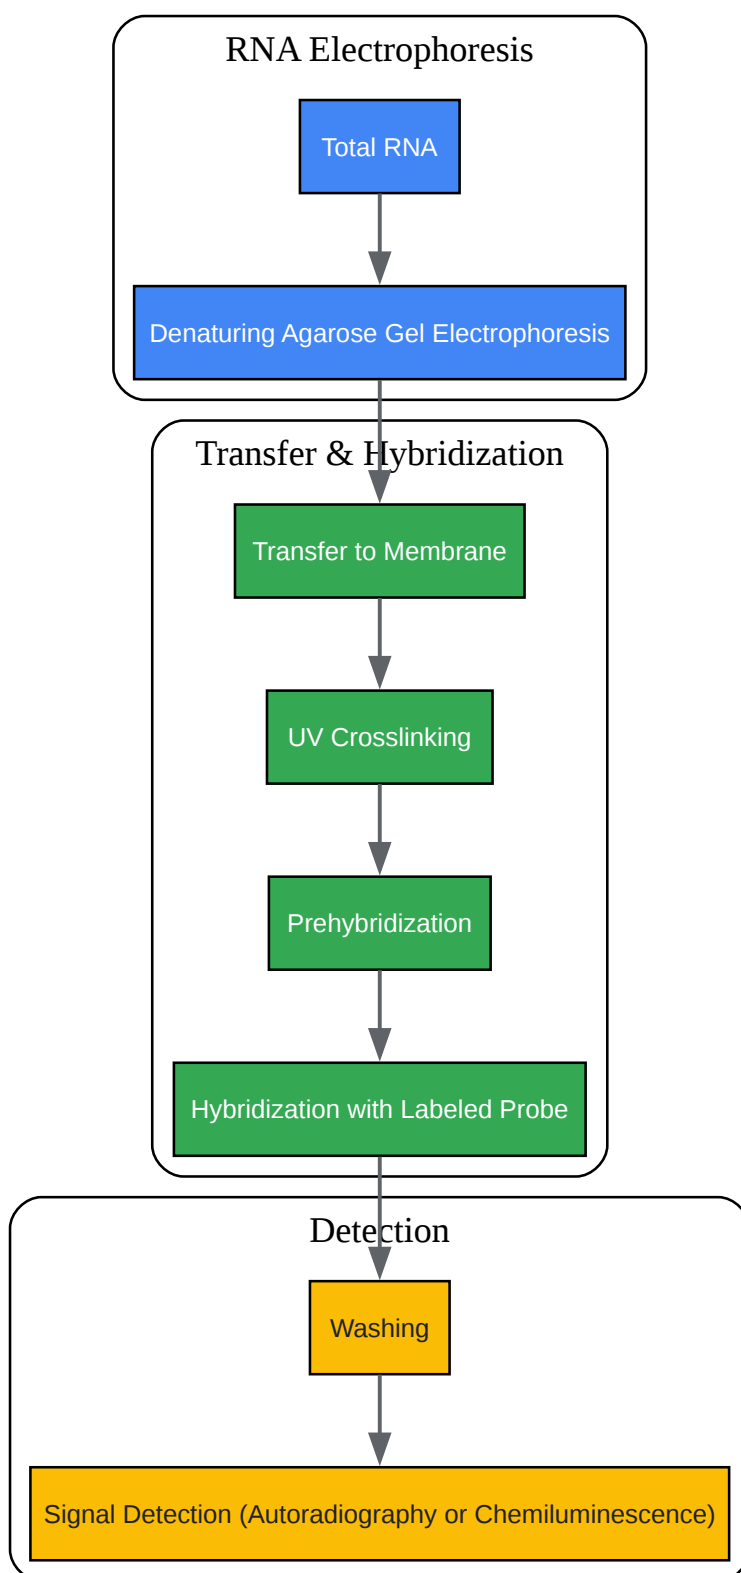 RNA Electrophoresis
Total RNA
Denaturing Agarose Gel Electrophoresis
Transfer & Hybridization
Transfer to Membrane
UV Crosslinking
Prehybridization
Hybridization with Labeled Probe
Detection
Washing
Signal Detection (Autoradiography or Chemiluminescence)